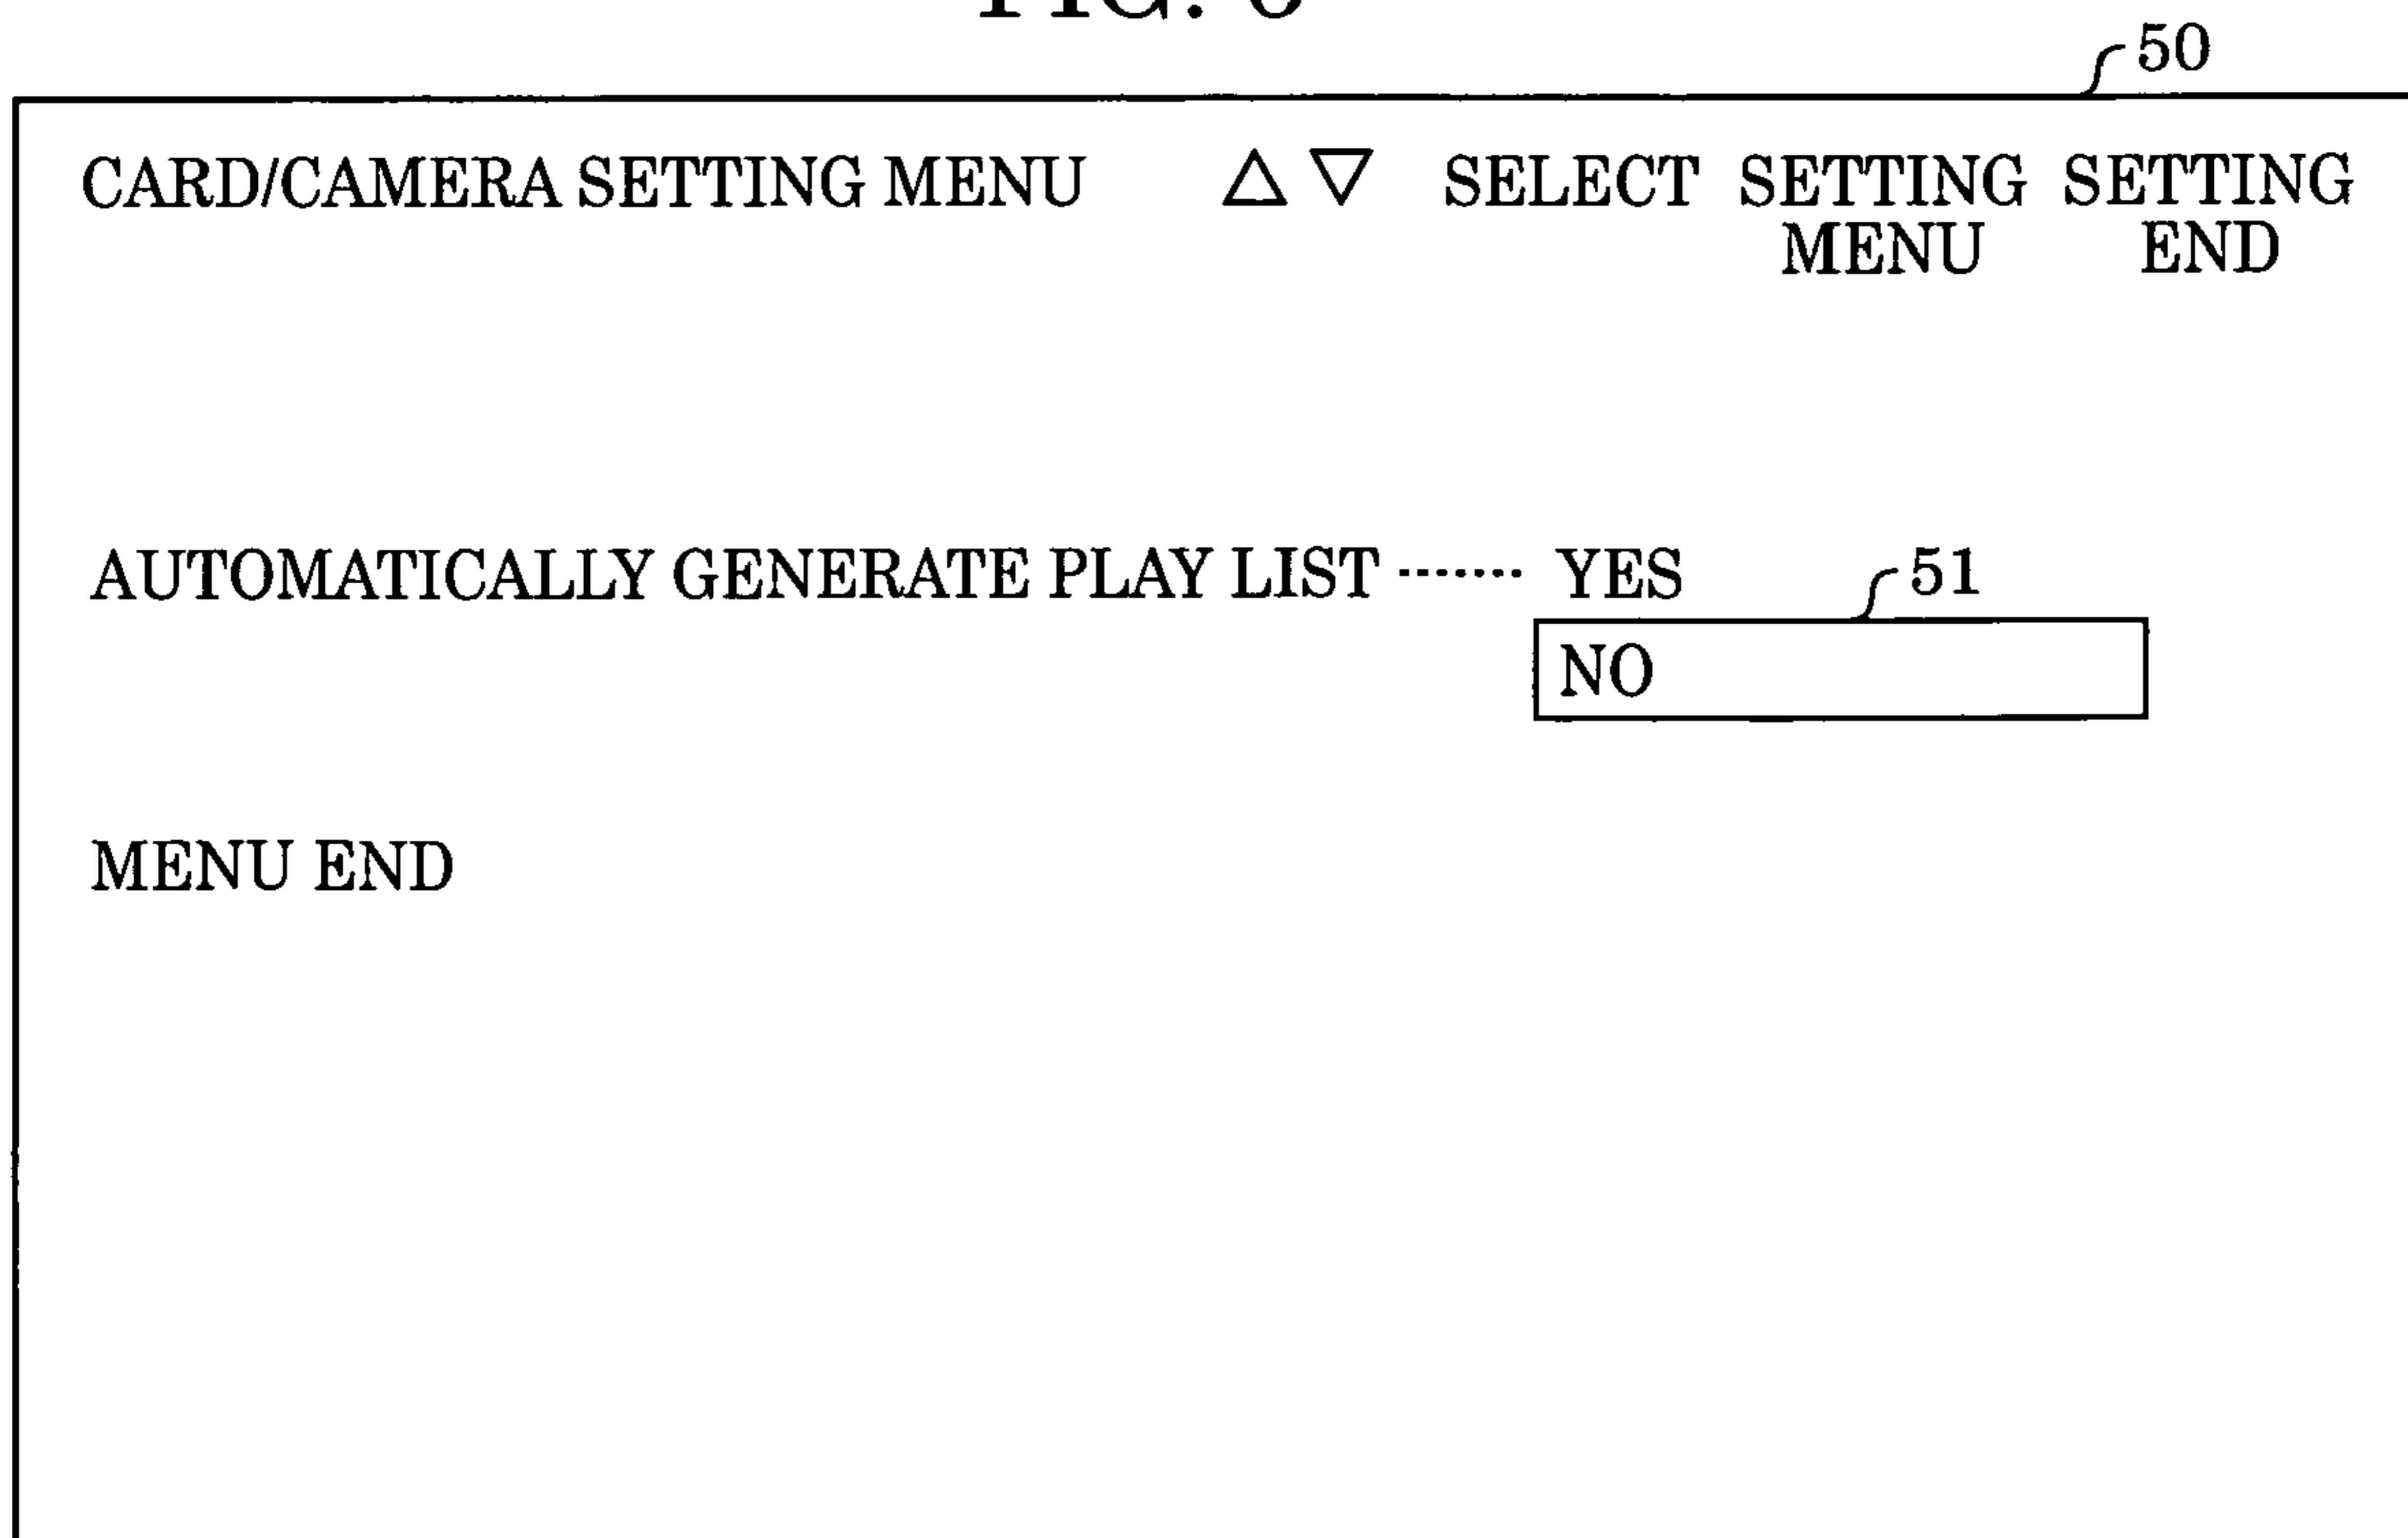 FIG.
50
CARD/CAMERA SETTING MENU △ ▽ SELECT SETTING MENU SETTING END
AUTOMATICALLY GENERATE PLAY LIST ······· YES
51
NO
MENU END